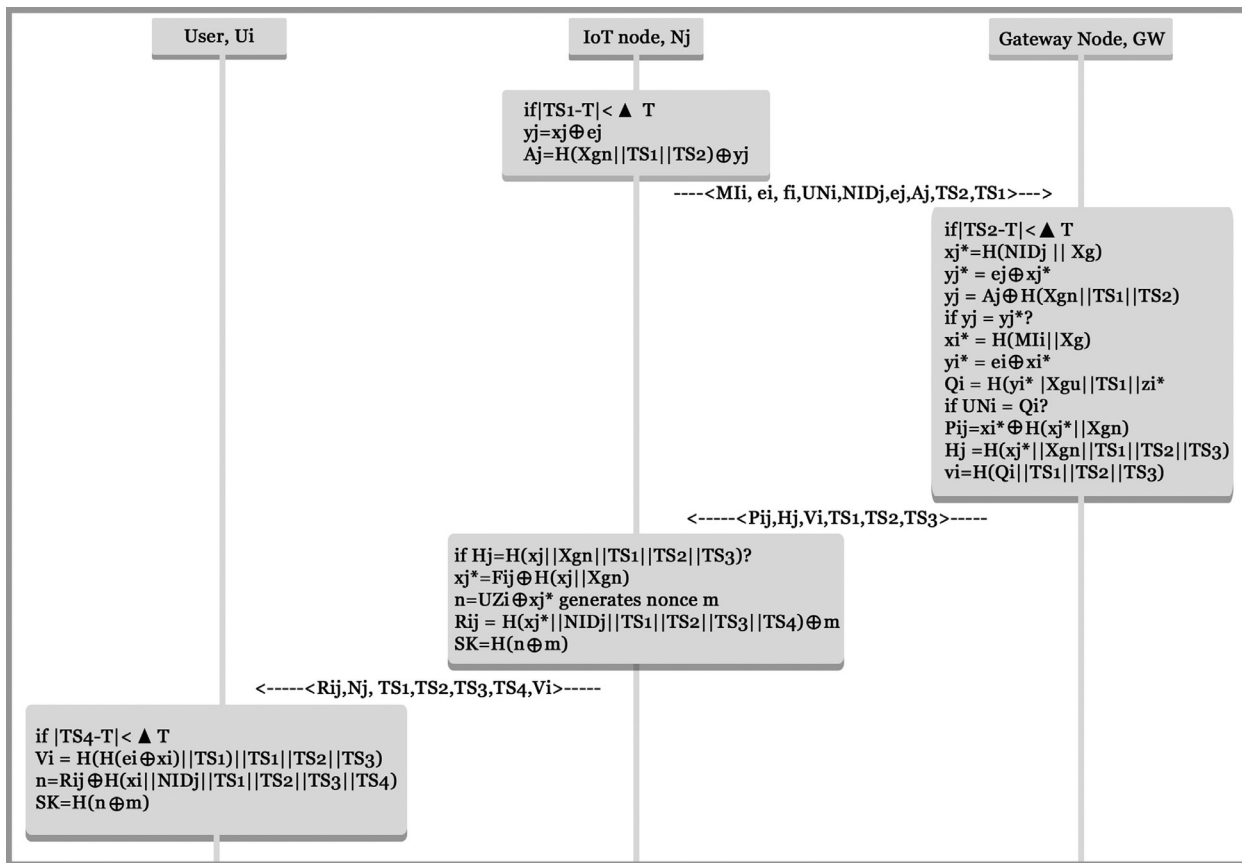 User, Ui
IoT node, Nj
Gateway Node, GW
if|TS1-T|< ▲ T
yj=xj⊕ej
Aj=H(Xgn||TS1||TS2)⊕yj
----<MIi, ei, fi,UNi,NIDj,ej,Aj,TS2,TS1>--->
if|TS2-T|< ▲ T
xj*=H(NIDj || Xg)
yj* = ej⊕xj*
yj = Aj⊕H(Xgn||TS1||TS2)
if yj = yj*?
xi* = H(MIi||Xg)
yi* = ei⊕xi*
Qi = H(yi* |Xgu||TS1||zi*
if UNi = Qi?
Pij=xi*⊕H(xj*||Xgn)
Hj =H(xj*||Xgn||TS1||TS2||TS3)
vi=H(Qi||TS1||TS2||TS3)
<-----<Pij,Hj,Vi,TS1,TS2,TS3>-----
if Hj=H(xj||Xgn||TS1||TS2||TS3)?
xj*=Fij⊕H(xj||Xgn)
n=UZi⊕xj* generates nonce m
Rij = H(xj*||NIDj||TS1||TS2||TS3||TS4)⊕m
SK=H(n⊕m)
<-----<Rij,Nj, TS1,TS2,TS3,TS4,Vi>-----
if |TS4-T|< ▲ T
Vi = H(H(ei⊕xi)||TS1)||TS1||TS2||TS3)
n=Rij⊕H(xi||NIDj||TS1||TS2||TS3||TS4)
SK=H(n⊕m)